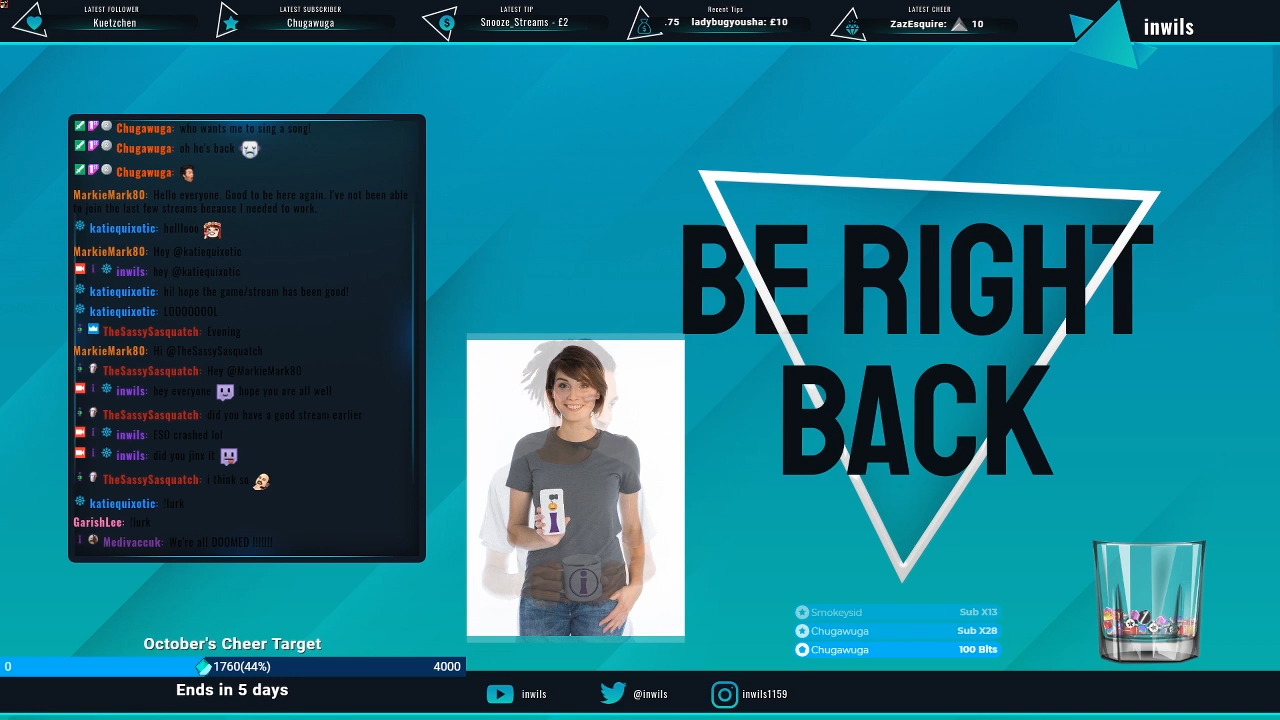 LATEST FOLLOWER
Kuetzchen
LATEST SUBSCRIBER
Chugawuga
LATEST TIP
Snooze_Streams - £2
Recent Tips
.75 ladybugyousha: £10
LATEST CHEER
ZazEsquire: 10
inwils
Chugawuga: who wants me to sing a song!
Chugawuga: oh he's back
Chugawuga:
MarkieMark80: Hello everyone. Good to be here again. I've not been able
to join the last few streams because I needed to work.
katiequixotic: hellloon
MarkieMark80: Hey @katiequixotic
inwils: hey @katiequixotic
katiequixotic: hi! hope the game/stream has been good!
katiequixotic: LOOOOOOOL
TheSassySasquatch: Evening
MarkieMark80: Hi @TheSassySasquatch
TheSassySasquatch: Hey @MarkieMark80
inwils: hey everyone hope you are all well
TheSassySasquatch: did you have a good stream earlier
inwils: ESO crashed lol
inwils: did you jinx it
TheSassySasquatch: i think so
katiequixotic: !lurk
GarishLee: !lurk
Medivaccuk: We're all DOOMED !!!!!!!
BE RIGHT
BACK
Smokeysid Sub X13
Chugawuga Sub X28
Chugawuga 100 Bits
October's Cheer Target
0 1760(44%) 4000
Ends in 5 days
inwils
@inwils
inwils1159